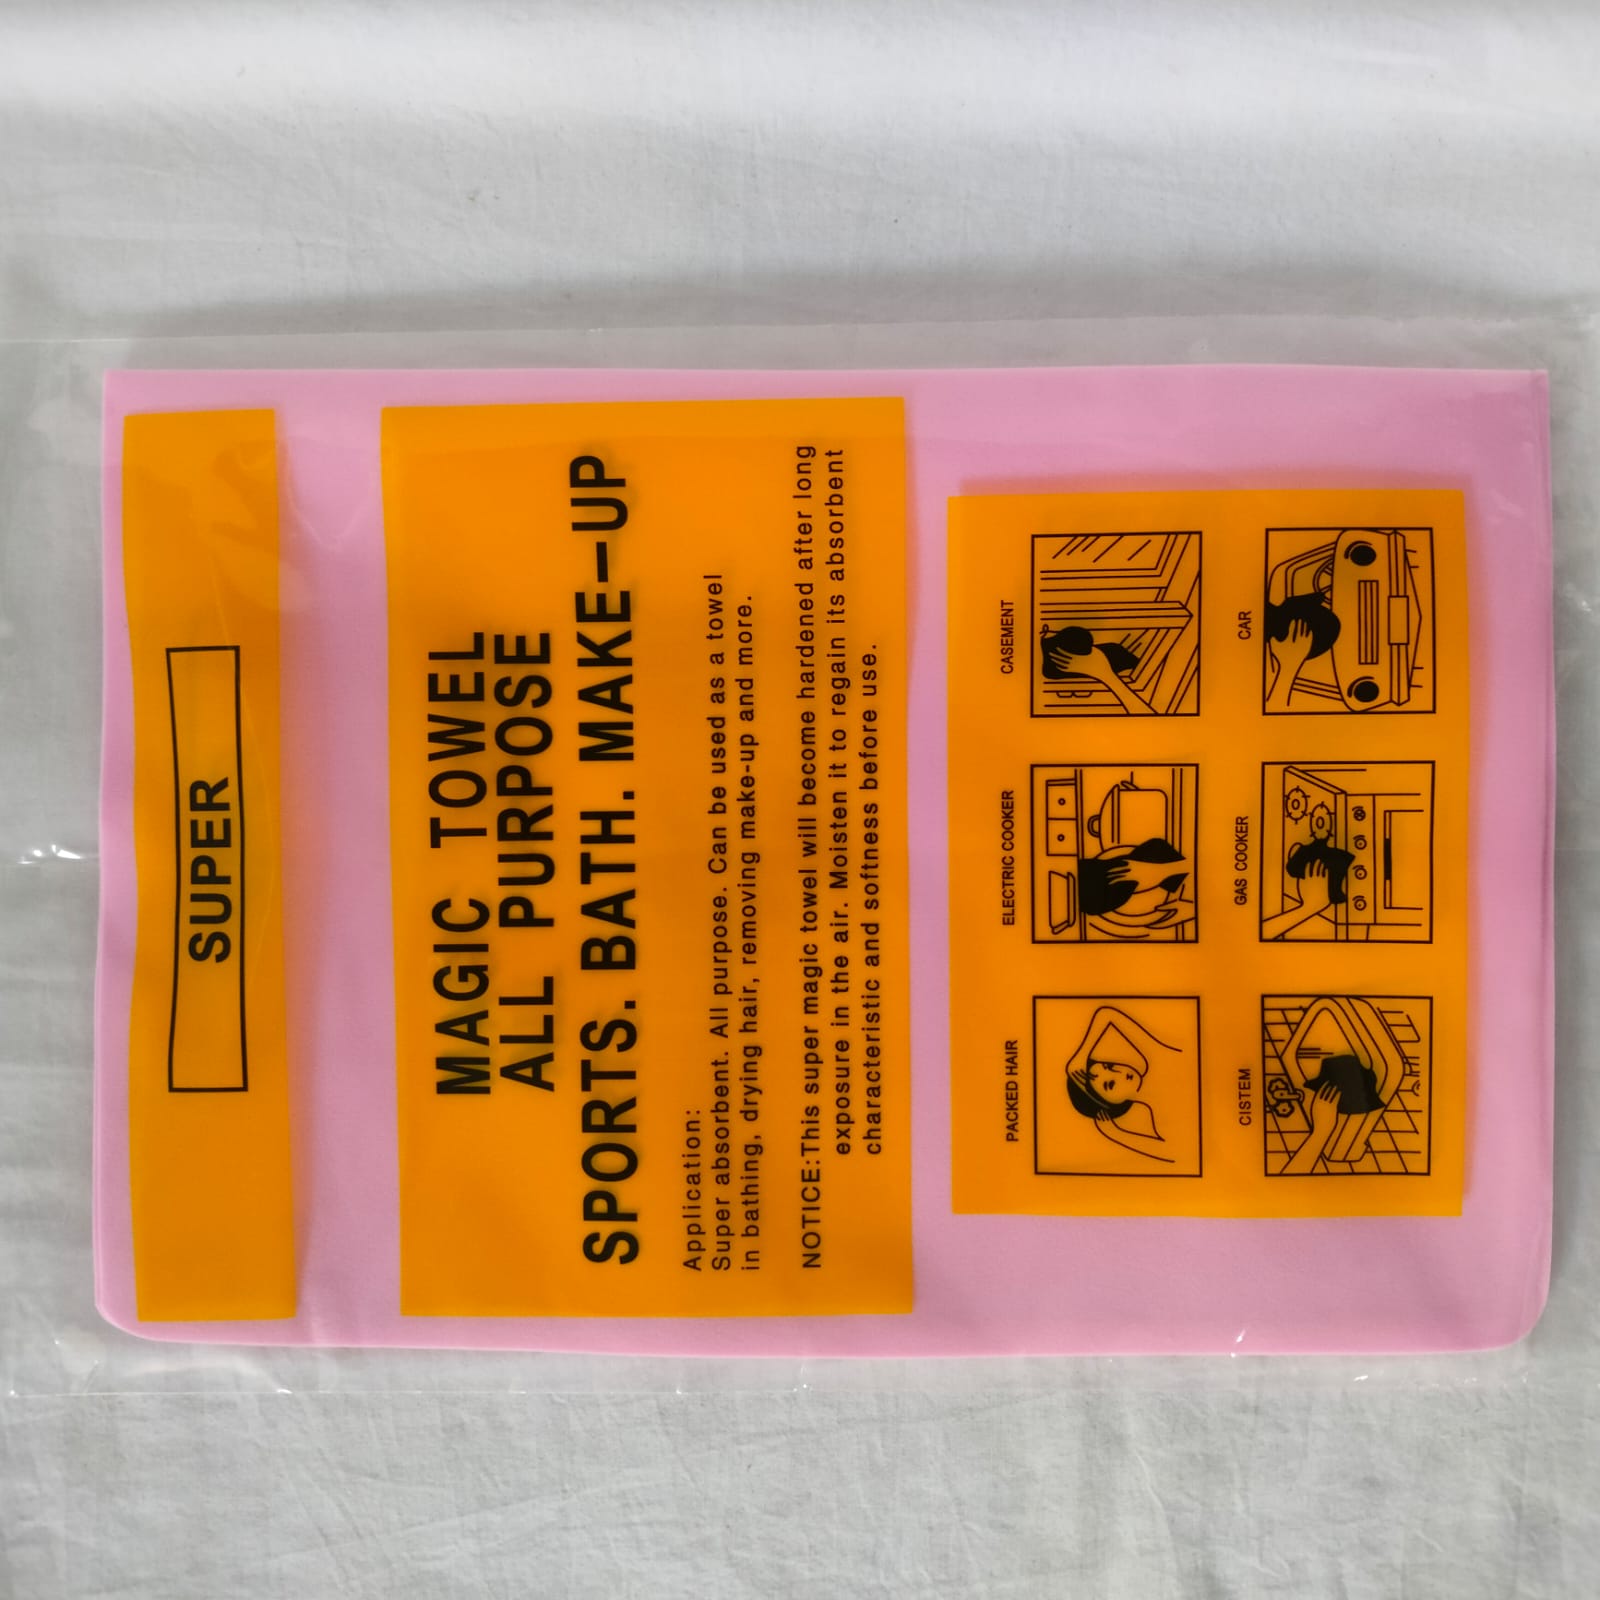 SUPER
MAGIC TOWEL
ALL PURPOSE
SPORTS. BATH. MAKE-UP
Application:
Super absorbent. All purpose. Can be used as a towel
in bathing, drying hair, removing make-up and more.
NOTICE:This super magic towel will become hardened after long
exposure in the air. Moisten it to regain its absorbent
characteristic and softness before use.
PACKED HAIR
ELECTRIC COOKER
CASEMENT
CISTEM
GAS COOKER
CAR